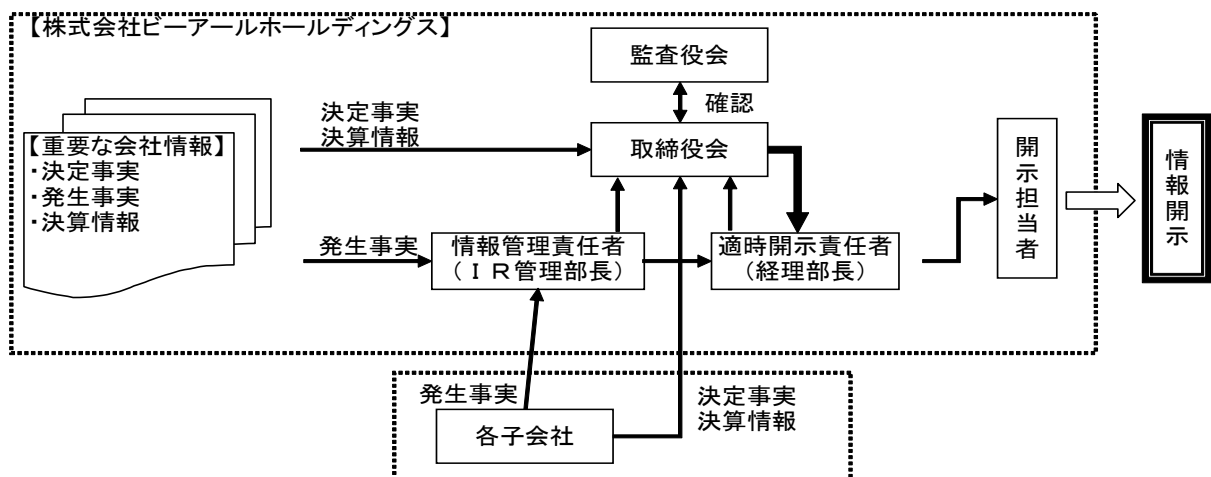 【株式会社ビーアールホールディングス】
監査役会
確認
決定事実
決算情報
取締役会
【重要な会社情報】
・決定事実
・発生事実
・決算情報
発生事実
情報管理責任者
(ＩＲ管理部長)
適時開示責任者
(経理部長)
開示担当者
情報開示
発生事実
決定事実
決算情報
各子会社